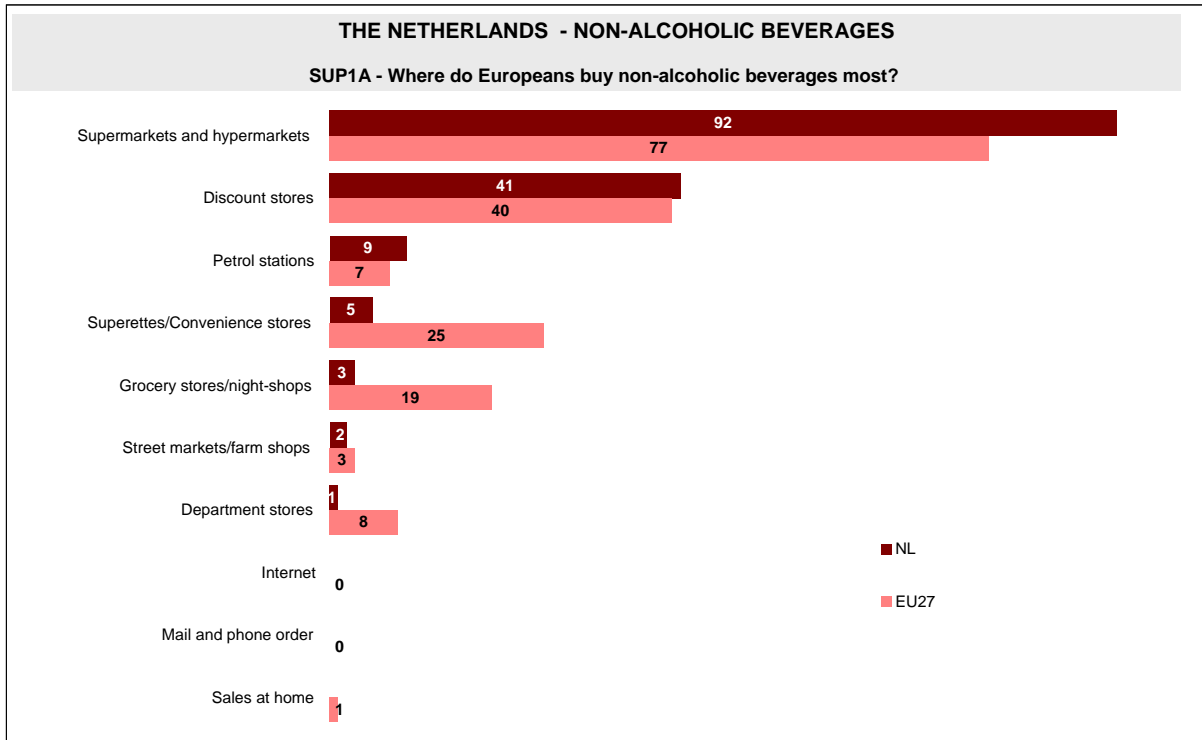 THE NETHERLANDS - NON-ALCOHOLIC BEVERAGES
SUP1A - Where do Europeans buy non-alcoholic beverages most?
Supermarkets and hypermarkets
92
77
Discount stores
41
40
Petrol stations
9
7
Superettes/Convenience stores
5
25
Grocery stores/night-shops
3
19
Street markets/farm shops
2
3
Department stores
1
8
Internet
0
Mail and phone order
0
Sales at home
1
NL
EU27